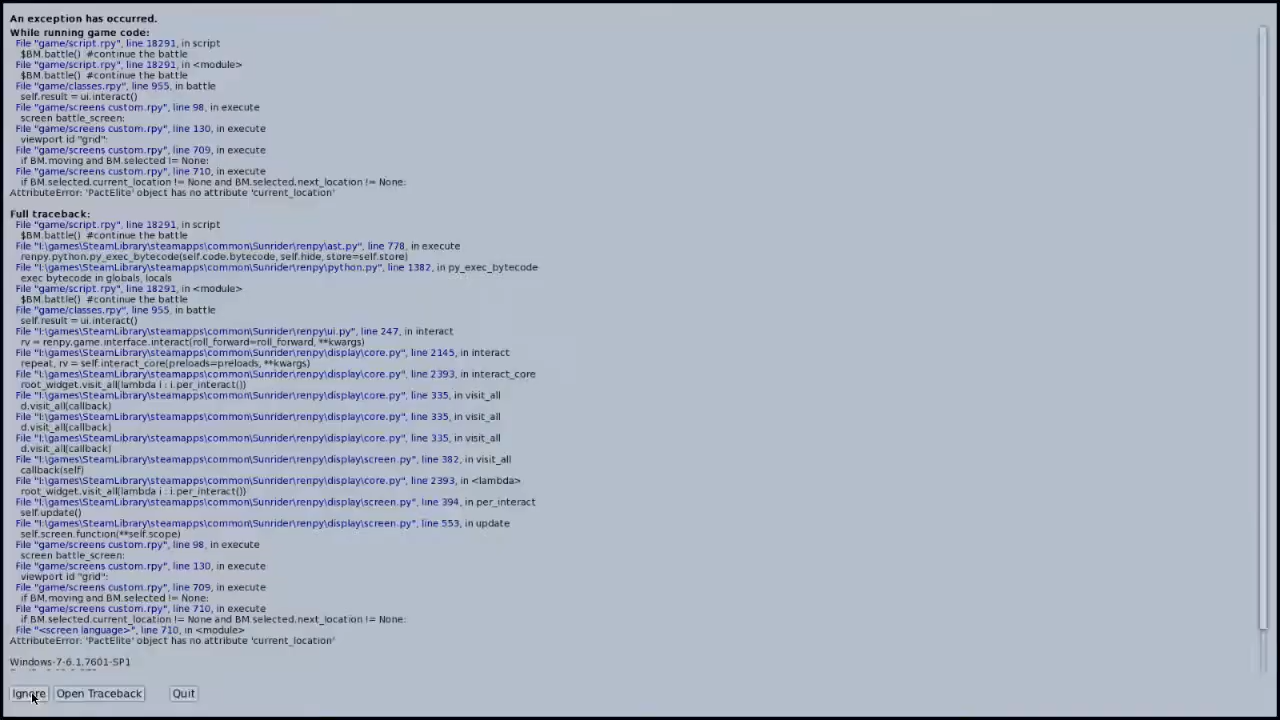 An exception has occurred.
While running game code:
File "game/script.rpy", line 18291, in script
$BM.battle()  #continue the battle
File "game/script.rpy", line 18291, in <module>
$BM.battle()  #continue the battle
File "game/classes.rpy", line 955, in battle
self.result = ui.interact()
File "game/screens custom.rpy", line 98, in execute
screen battle_screen:
File "game/screens custom.rpy", line 130, in execute
viewport id "grid":
File "game/screens custom.rpy", line 709, in execute
if BM.moving and BM.selected != None:
File "game/screens custom.rpy", line 710, in execute
if BM.selected.current_location != None and BM.selected.next_location != None:
AttributeError: 'PactElite' object has no attribute 'current_location'
Full traceback:
File "game/script.rpy", line 18291, in script
$BM.battle()  #continue the battle
File "I:\games\SteamLibrary\steamapps\common\Sunrider\renpy\ast.py", line 778, in execute
renpy.python.py_exec_bytecode(self.code.bytecode, self.hide, store=self.store)
File "I:\games\SteamLibrary\steamapps\common\Sunrider\renpy\python.py", line 1382, in py_exec_bytecode
exec bytecode in globals, locals
File "game/script.rpy", line 18291, in <module>
$BM.battle()  #continue the battle
File "game/classes.rpy", line 955, in battle
self.result = ui.interact()
File "I:\games\SteamLibrary\steamapps\common\Sunrider\renpy\ui.py", line 247, in interact
rv = renpy.game.interface.interact(roll_forward=roll_forward, **kwargs)
File "I:\games\SteamLibrary\steamapps\common\Sunrider\renpy\display\core.py", line 2145, in interact
repeat, rv = self.interact_core(preloads=preloads, **kwargs)
File "I:\games\SteamLibrary\steamapps\common\Sunrider\renpy\display\core.py", line 2393, in interact_core
root_widget.visit_all(lambda i : i.per_interact())
File "I:\games\SteamLibrary\steamapps\common\Sunrider\renpy\display\core.py", line 335, in visit_all
d.visit_all(callback)
File "I:\games\SteamLibrary\steamapps\common\Sunrider\renpy\display\core.py", line 335, in visit_all
d.visit_all(callback)
File "I:\games\SteamLibrary\steamapps\common\Sunrider\renpy\display\core.py", line 335, in visit_all
d.visit_all(callback)
File "I:\games\SteamLibrary\steamapps\common\Sunrider\renpy\display\screen.py", line 382, in visit_all
callback(self)
File "I:\games\SteamLibrary\steamapps\common\Sunrider\renpy\display\core.py", line 2393, in <lambda>
root_widget.visit_all(lambda i : i.per_interact())
File "I:\games\SteamLibrary\steamapps\common\Sunrider\renpy\display\screen.py", line 394, in per_interact
self.update()
File "I:\games\SteamLibrary\steamapps\common\Sunrider\renpy\display\screen.py", line 553, in update
self.screen.function(**self.scope)
File "game/screens custom.rpy", line 98, in execute
screen battle_screen:
File "game/screens custom.rpy", line 130, in execute
viewport id "grid":
File "game/screens custom.rpy", line 709, in execute
if BM.moving and BM.selected != None:
File "game/screens custom.rpy", line 710, in execute
if BM.selected.current_location != None and BM.selected.next_location != None:
File "<screen language>", line 710, in <module>
AttributeError: 'PactElite' object has no attribute 'current_location'
Windows-7-6.1.7601-SP1
Ignore Open Traceback Quit